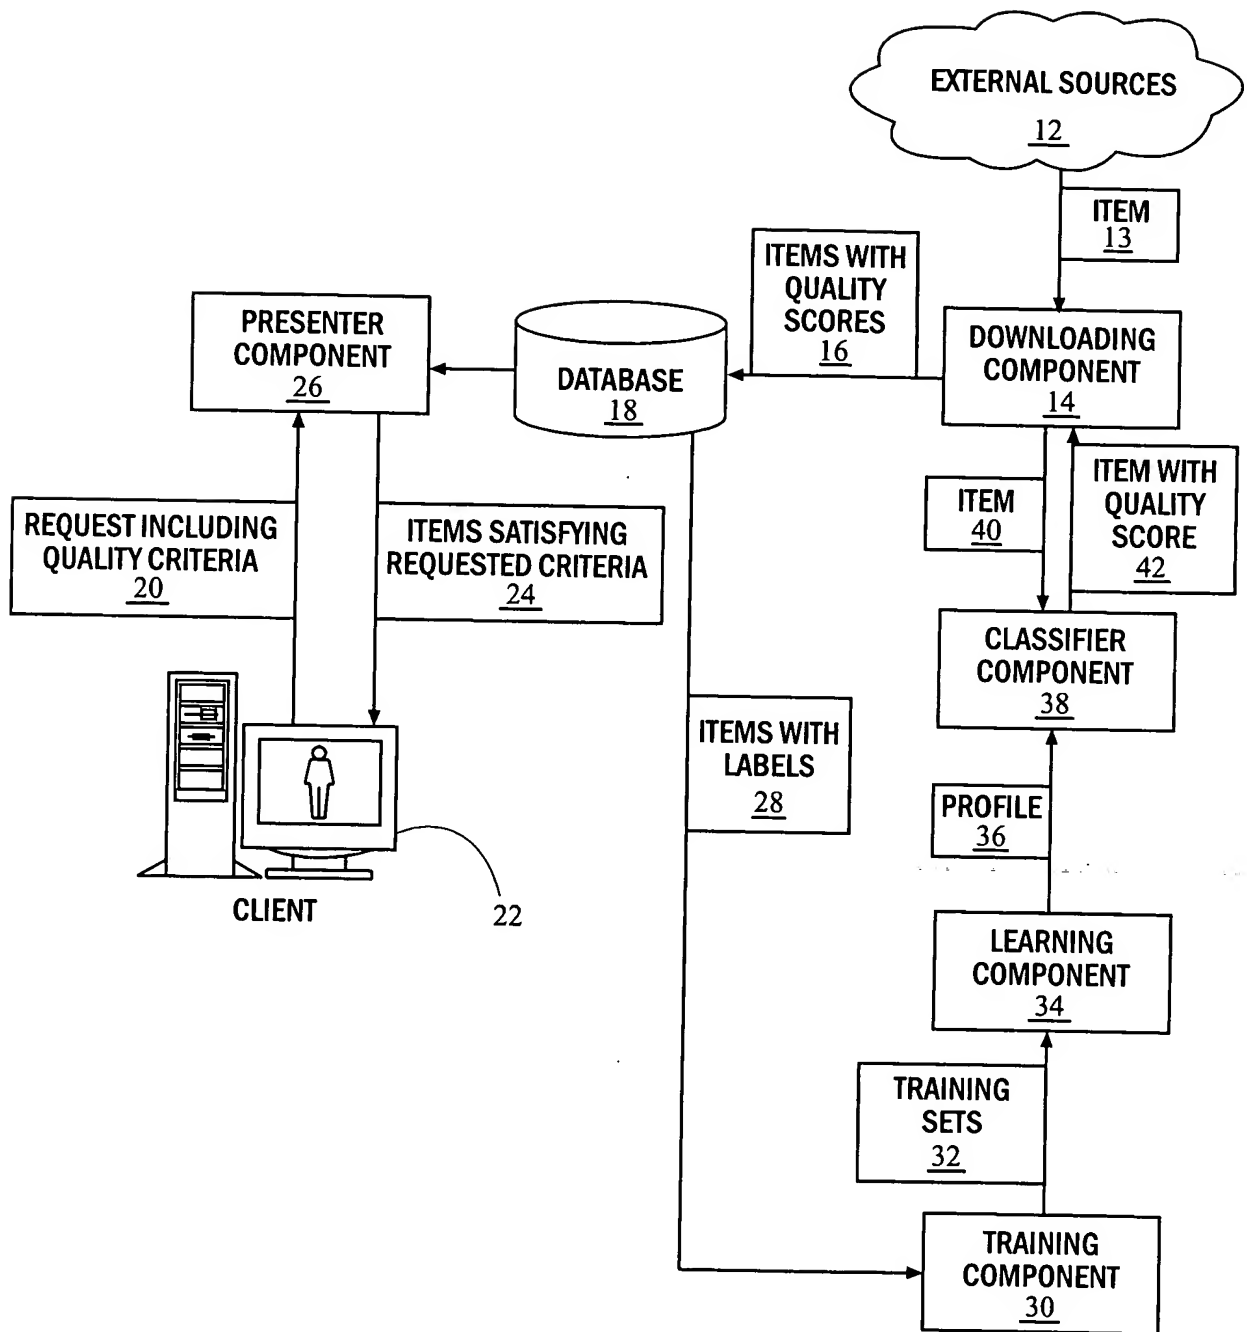 EXTERNAL SOURCES
12
ITEM
13
ITEMS WITH
QUALITY
SCORES
16
PRESENTER
COMPONENT
26
DATABASE
18
DOWNLOADING
COMPONENT
14
ITEM
40
ITEM WITH
QUALITY
SCORE
42
REQUEST INCLUDING
QUALITY CRITERIA
20
ITEMS SATISFYING
REQUESTED CRITERIA
24
CLASSIFIER
COMPONENT
38
ITEMS WITH
LABELS
28
PROFILE
36
CLIENT
22
LEARNING
COMPONENT
34
TRAINING
SETS
32
TRAINING
COMPONENT
30